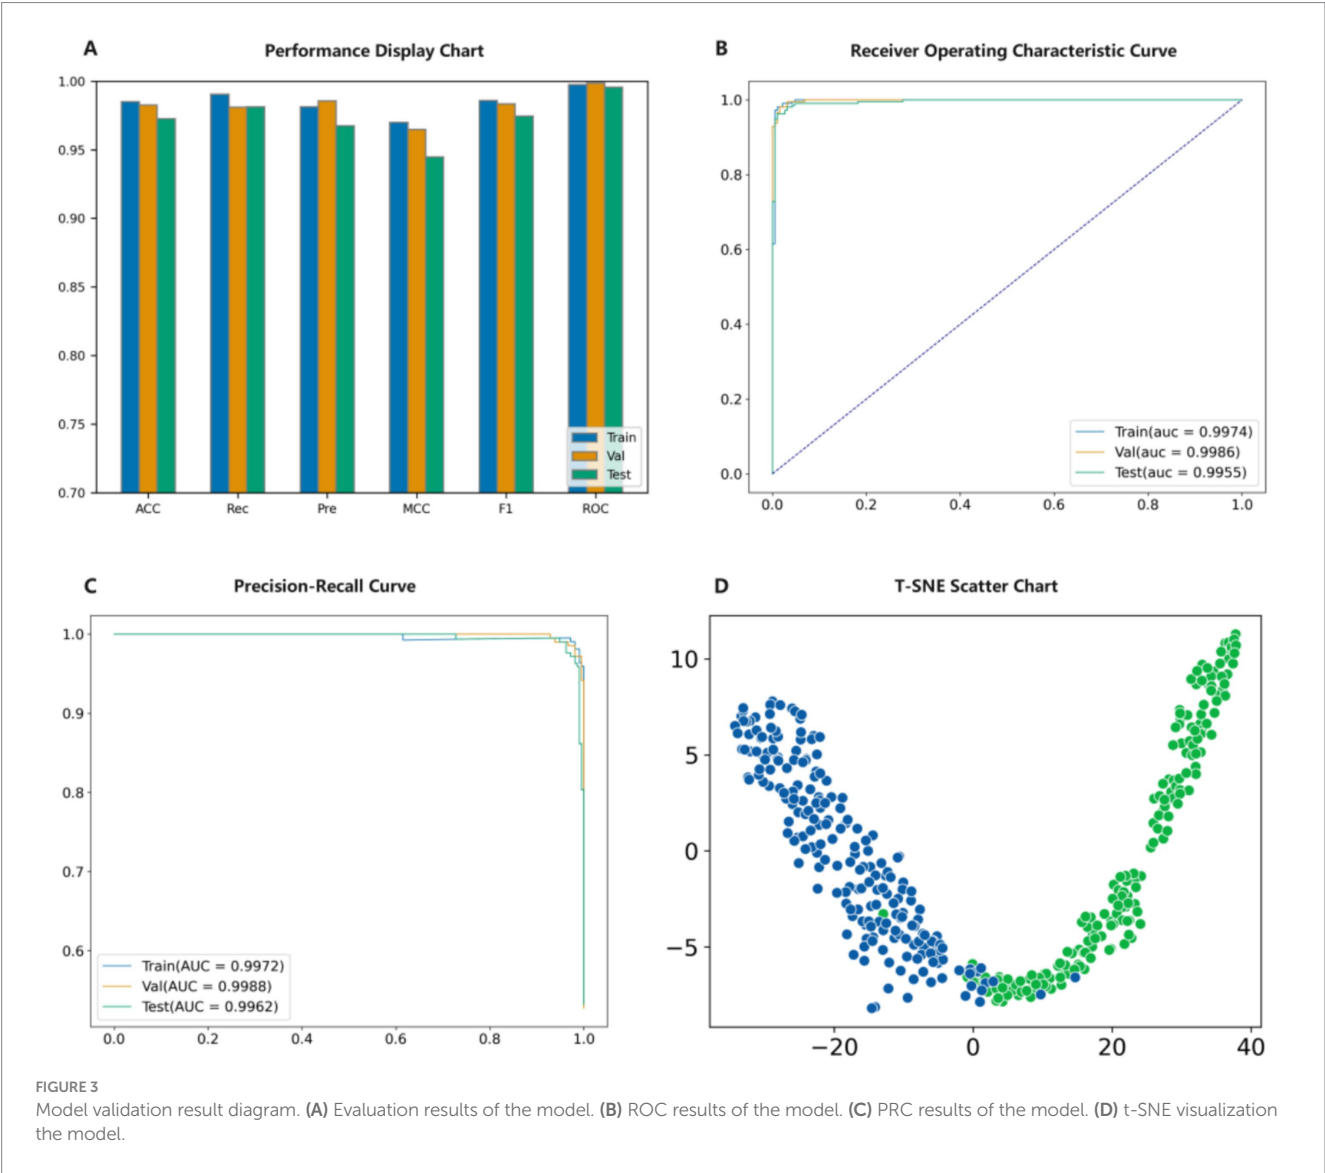 A
Performance Display Chart
1.00
0.95
0.90
0.85
0.80
0.75
0.70
ACC Rec Pre MCC F1 ROC
Train
Val
Test
B
Receiver Operating Characteristic Curve
1.0
0.8
0.6
0.4
0.2
0.0
0.0 0.2 0.4 0.6 0.8 1.0
Train(auc = 0.9974)
Val(auc = 0.9986)
Test(auc = 0.9955)
C
Precision-Recall Curve
1.0
0.9
0.8
0.7
0.6
0.0 0.2 0.4 0.6 0.8 1.0
Train(AUC = 0.9972)
Val(AUC = 0.9988)
Test(AUC = 0.9962)
D
T-SNE Scatter Chart
10
5
0
−5
−20 0 20 40
FIGURE 3
Model validation result diagram. (A) Evaluation results of the model. (B) ROC results of the model. (C) PRC results of the model. (D) t-SNE visualization
the model.